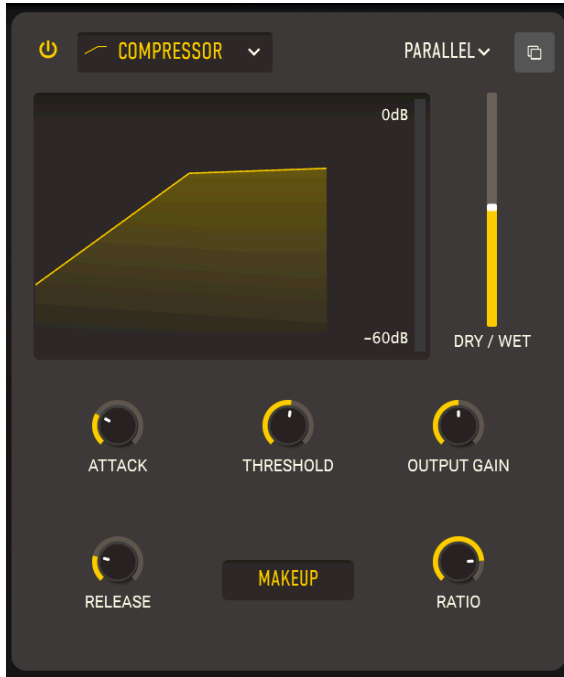 COMPRESSOR
PARALLEL
0dB
-60dB
DRY / WET
ATTACK
THRESHOLD
OUTPUT GAIN
RELEASE
MAKEUP
RATIO